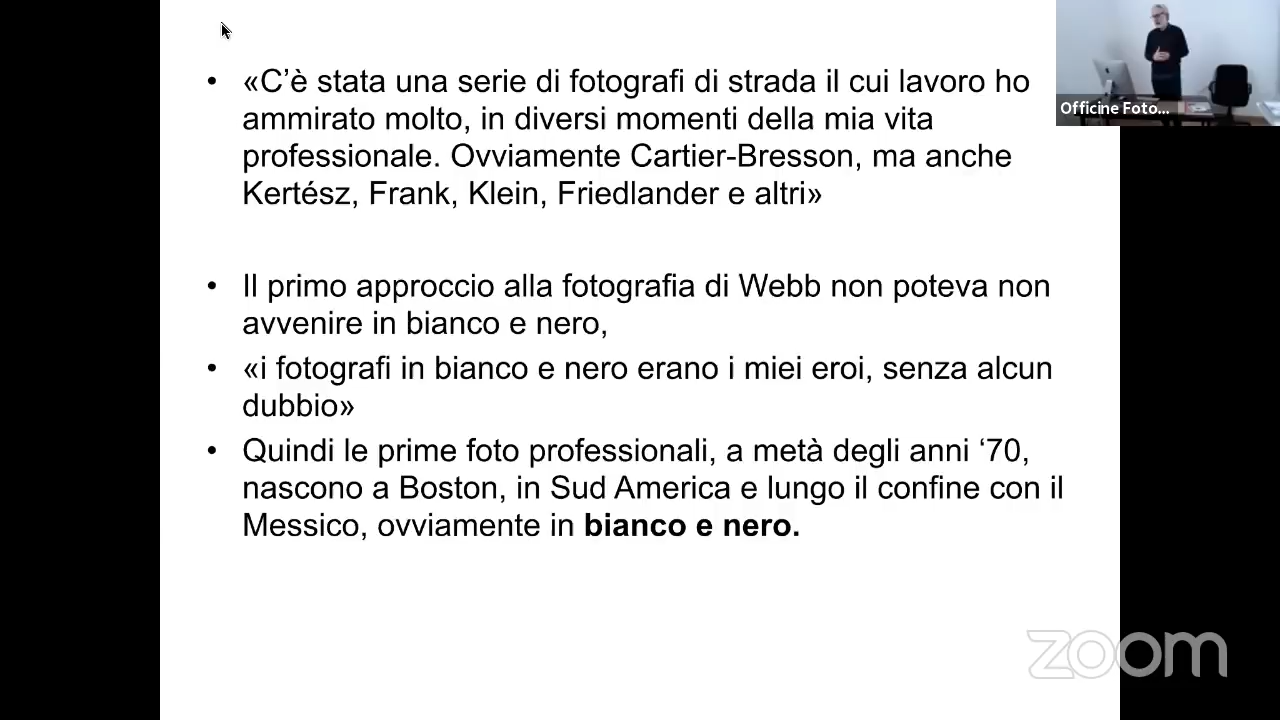 «C’è stata una serie di fotografi di strada il cui lavoro ho
ammirato molto, in diversi momenti della mia vita
professionale. Ovviamente Cartier-Bresson, ma anche
Kertész, Frank, Klein, Friedlander e altri»
Il primo approccio alla fotografia di Webb non poteva non
avvenire in bianco e nero,
«i fotografi in bianco e nero erano i miei eroi, senza alcun
dubbio»
Quindi le prime foto professionali, a metà degli anni ‘70,
nascono a Boston, in Sud America e lungo il confine con il
Messico, ovviamente in bianco e nero.
Officine Foto...
zoom